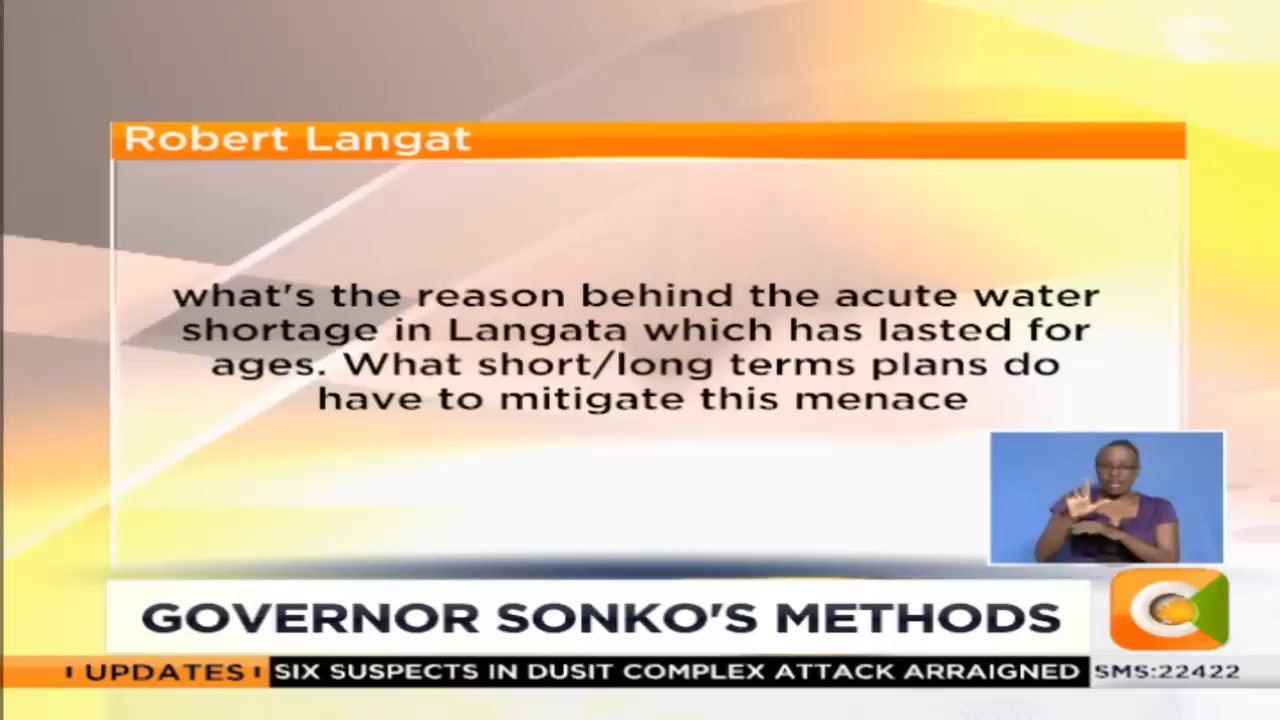 Robert Langat
what's the reason behind the acute water
shortage in Langata which has lasted for
ages. What short/long terms plans do
have to mitigate this menace
GOVERNOR SONKO'S METHODS
UPDATES
SIX SUSPECTS IN DUSIT COMPLEX ATTACK ARRAIGNED
SMS:22422